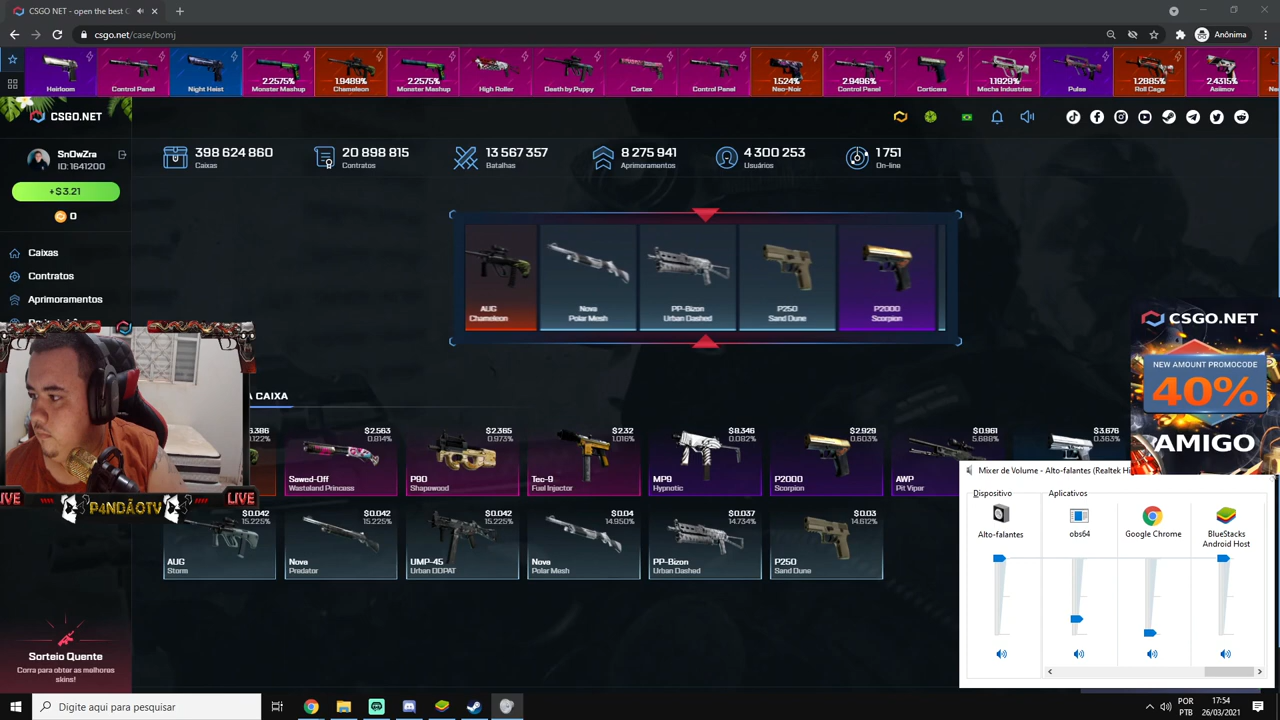 CSGO NET - Open the best C
csgo.net/case/bomj
Anônima
Heirloom
Control Panel
Night Heist
2.2575%
Monster Mashup
1.9489%
Chameleon
2.2575%
Monster Mashup
High Roller
Death by Puppy
Cortex
Control Panel
1.524%
Neo-Noir
2.9496%
Control Panel
Corticera
1.1929%
Mecha Industries
Pulse
1.2885%
Roll Cage
2.4315%
Asiimov
CSGO.NET
SnOwZra
ID: 1641200
+$3.21
0
Caixas
Contratos
Aprimoramentos
398 624 860
Caixas
20 898 815
Contratos
13 567 357
Batalhas
8 275 941
Aprimoramentos
4 300 253
Usuários
1 751
On-line
AUG
Chameleon
Nova
Polar Mesh
PP-Bizon
Urban Dashed
P250
Sand Dune
P2000
Scorpion
CSGO.NET
NEW AMOUNT PROMOCODE
40%
AMIGO
A CAIXA
$2.563
0.814%
Sawed-Off
Wasteland Princess
$2.365
0.973%
P90
Shapewood
$2.32
1.016%
Tec-9
Fuel Injector
$8.346
0.082%
MP9
Hypnotic
$2.929
0.603%
P2000
Scorpion
$0.961
5.688%
AWP
Pit Viper
$3.676
0.363%
$0.042
15.225%
AUG
Storm
$0.042
15.225%
Nova
Predator
$0.042
15.225%
UMP-45
Urban DDPAT
$0.04
14.950%
Nova
Polar Mesh
$0.037
14.734%
PP-Bizon
Urban Dashed
$0.03
14.612%
P250
Sand Dune
LIVE
P4NDÃOTV
LIVE
Sorteio Quente
Corra para obter as melhores
skins!
Mixer de Volume - Alto-falantes (Realtek Hi
Dispositivo
Aplicativos
Alto-falantes
obs64
Google Chrome
BlueStacks
Android Host
Digite aqui para pesquisar
POR
PTB
17:54
26/03/2021